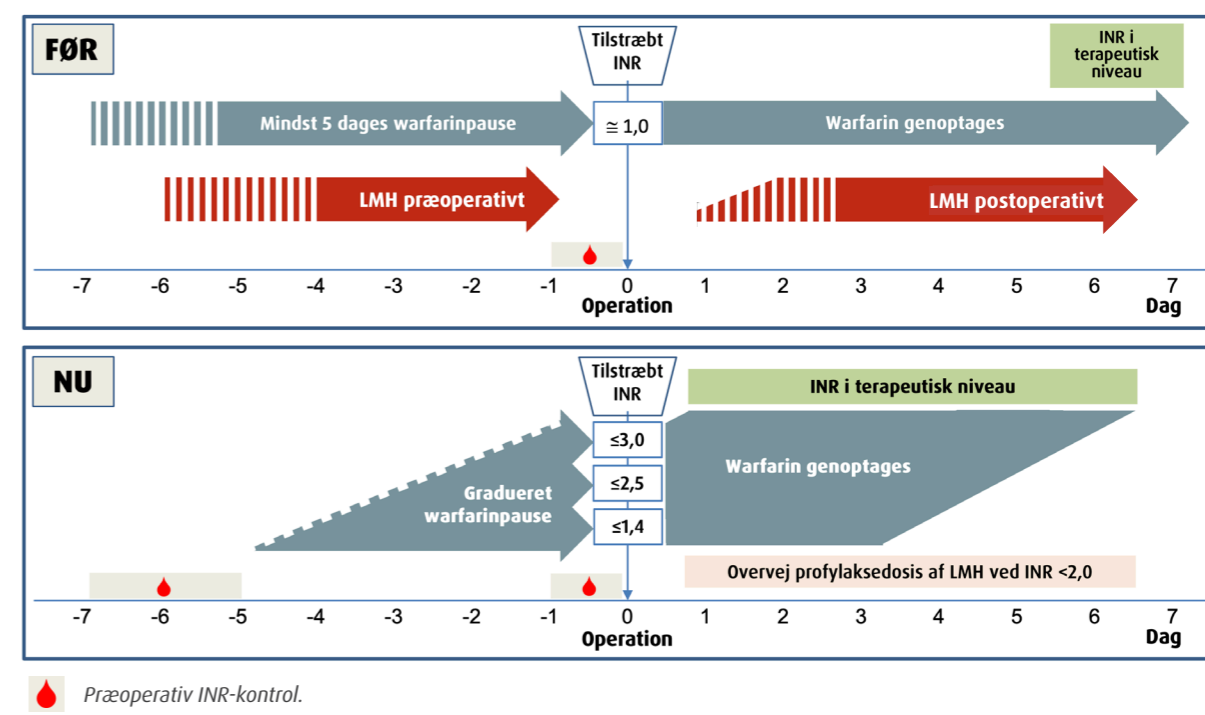 FØR
Tilstræbt
INR
INR i
terapeutisk
niveau
Mindst 5 dages warfarinpause
≅ 1,0
Warfarin genoptages
LMH præoperativt
LMH postoperativt
-7 -6 -5 -4 -3 -2 -1 0 1 2 3 4 5 6 7
Operation
Dag
NU
Tilstræbt
INR
INR i terapeutisk niveau
≤3,0
≤2,5
≤1,4
Gradueret
warfarinpause
Warfarin genoptages
Overvej profylaksedosis af LMH ved INR <2,0
-7 -6 -5 -4 -3 -2 -1 0 1 2 3 4 5 6 7
Operation
Dag
Præoperativ INR-kontrol.